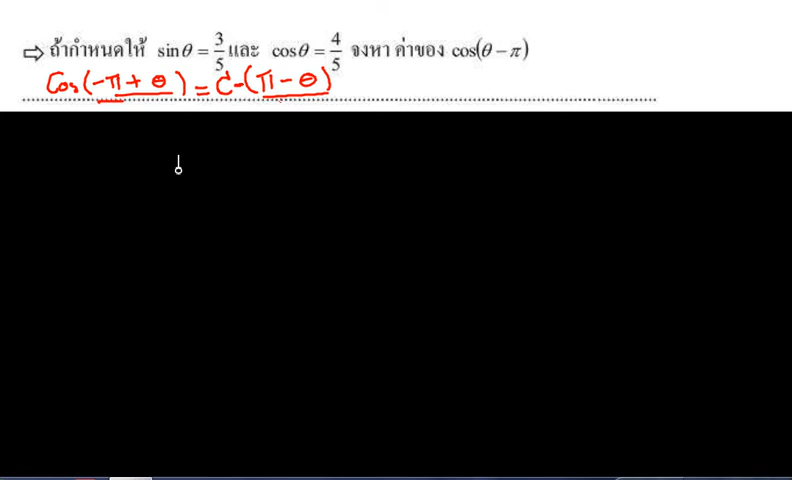 ⇨ ถ้ากำหนดให้ sinθ = 3/5 และ cosθ = 4/5 จงหา ค่าของ cos(θ − π)
Cos(-π + θ) = C-(π - θ)